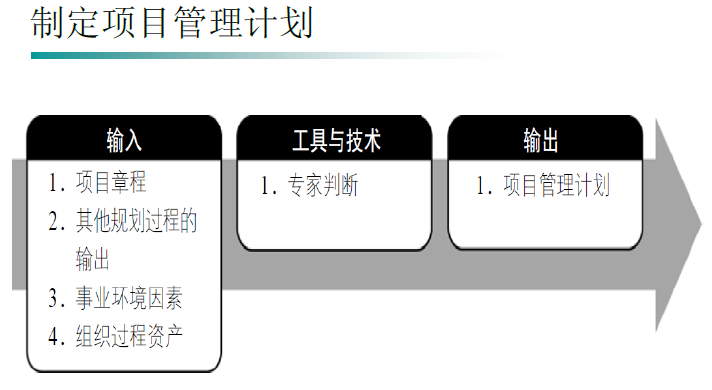 制定项目管理计划
输入
1. 项目章程
2. 其他规划过程的
输出
3. 事业环境因素
4. 组织过程资产
工具与技术
1. 专家判断
输出
1. 项目管理计划